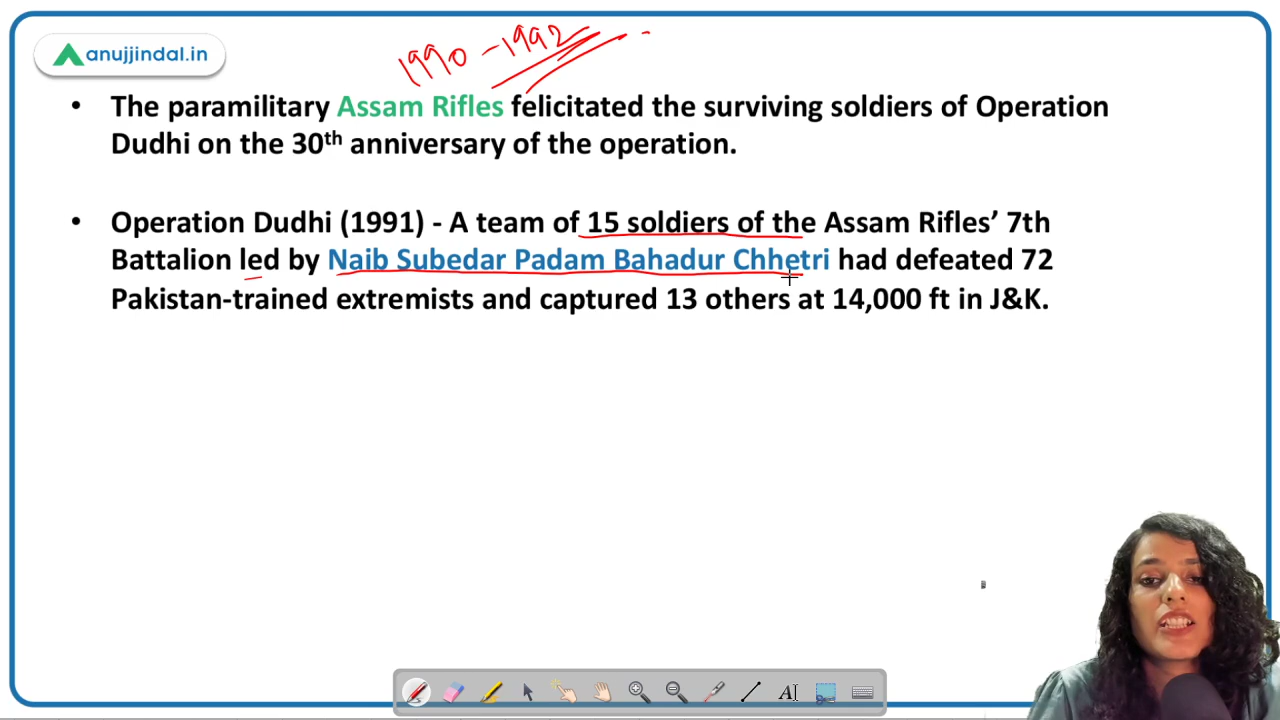 1990 - 1992
anujjindal.in
• The paramilitary Assam Rifles felicitated the surviving soldiers of Operation
Dudhi on the 30th anniversary of the operation.
• Operation Dudhi (1991) - A team of 15 soldiers of the Assam Rifles’ 7th
Battalion led by Naib Subedar Padam Bahadur Chhetri had defeated 72
Pakistan-trained extremists and captured 13 others at 14,000 ft in J&K.
AI